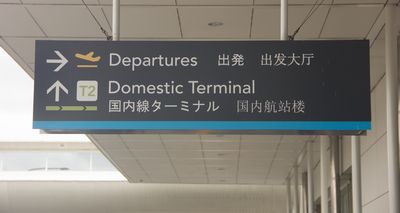 Departures 出発 出发大厅
T2 Domestic Terminal
国内線ターミナル 国内航站楼